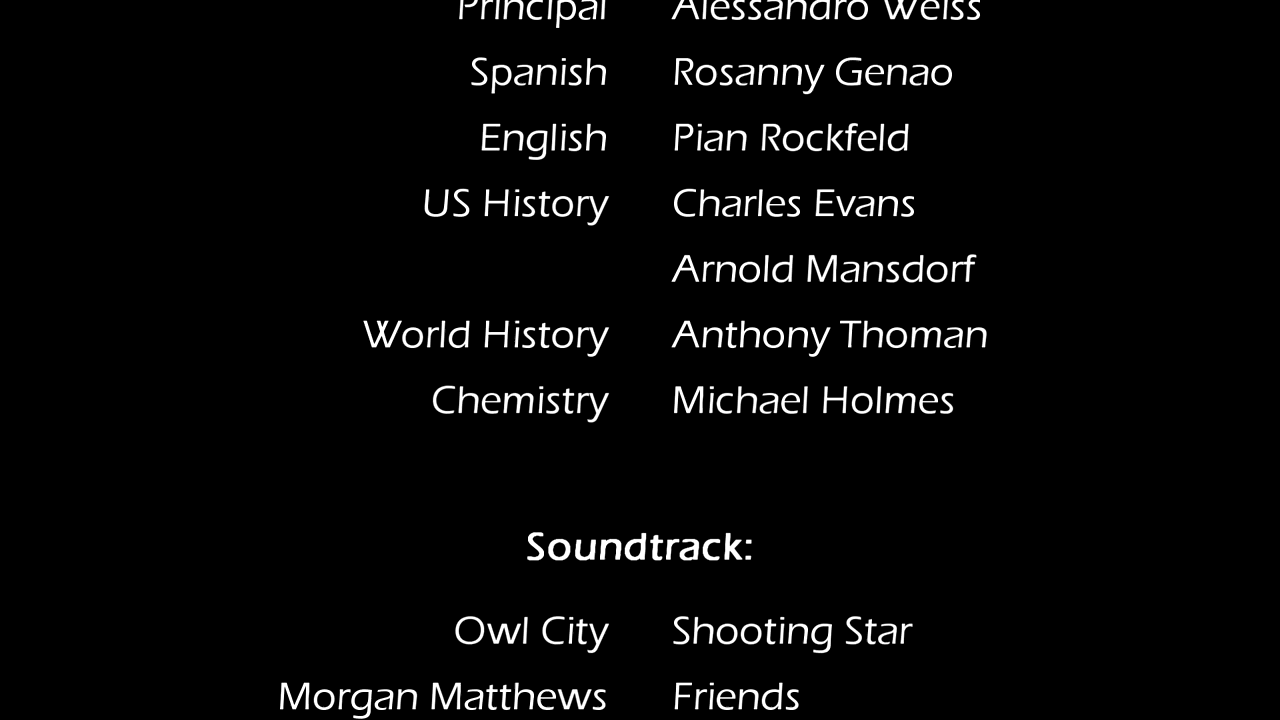 Principal Alessandro Weiss
Spanish Rosanny Genao
English Pian Rockfeld
US History Charles Evans
Arnold Mansdorf
World History Anthony Thoman
Chemistry Michael Holmes
Soundtrack:
Owl City Shooting Star
Morgan Matthews Friends